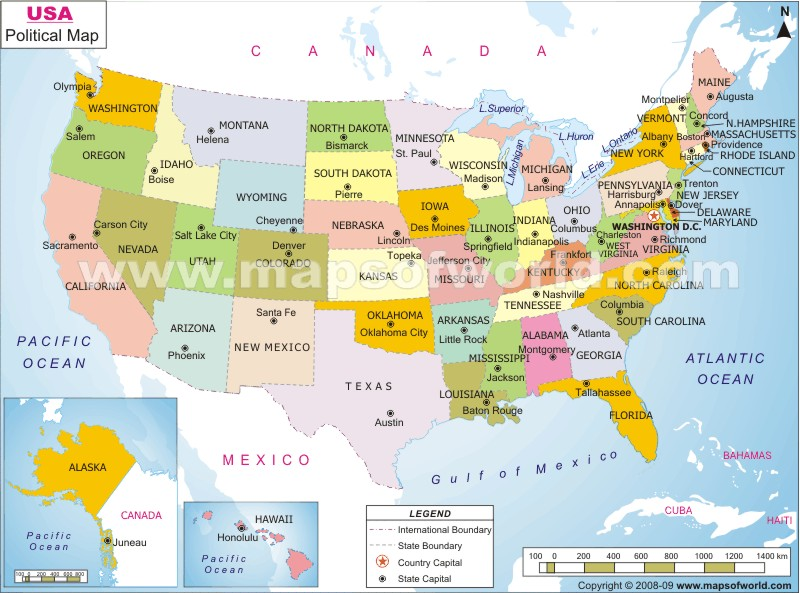 USA
Political Map
N
C A N A D A
WASHINGTON
Olympia
MONTANA
Helena
NORTH DAKOTA
Bismarck
MINNESOTA
St. Paul
L.Superior
L.Huron
L.Michigan
L.Ontario
L.Erie
MAINE
Augusta
Montpelier
VERMONT
Concord
N.HAMPSHIRE
Albany
Boston
MASSACHUSETTS
NEW YORK
Providence
RHODE ISLAND
Hartford
CONNECTICUT
Salem
OREGON
IDAHO
Boise
WYOMING
Cheyenne
SOUTH DAKOTA
Pierre
WISCONSIN
Madison
MICHIGAN
Lansing
PENNSYLVANIA
Harrisburg
Trenton
NEW JERSEY
Annapolis
Dover
DELAWARE
MARYLAND
WASHINGTON D.C.
Sacramento
Carson City
NEVADA
CALIFORNIA
Salt Lake City
UTAH
Denver
COLORADO
NEBRASKA
Lincoln
IOWA
Des Moines
ILLINOIS
Springfield
INDIANA
Indianapolis
OHIO
Columbus
Charleston
WEST
VIRGINIA
Richmond
VIRGINIA
Topeka
KANSAS
Jefferson City
MISSOURI
Frankfort
KENTUCKY
www.mapsofworld.com
Raleigh
NORTH CAROLINA
Nashville
TENNESSEE
Columbia
SOUTH CAROLINA
ARIZONA
Phoenix
Santa Fe
NEW MEXICO
OKLAHOMA
Oklahoma City
ARKANSAS
Little Rock
ALABAMA
Montgomery
Atlanta
GEORGIA
MISSISSIPPI
Jackson
TEXAS
Austin
LOUISIANA
Baton Rouge
Tallahassee
FLORIDA
PACIFIC
OCEAN
ATLANTIC
OCEAN
MEXICO
Gulf of Mexico
BAHAMAS
CUBA
HAITI
ALASKA
CANADA
Pacific
Ocean
Juneau
100 0 200 400 600 800
HAWAII
Honolulu
Pacific
Ocean
LEGEND
International Boundary
State Boundary
Country Capital
State Capital
100 0 200 400 600 800 1000 1200 1400 km
Copyright © 2008-09 www.mapsofworld.com